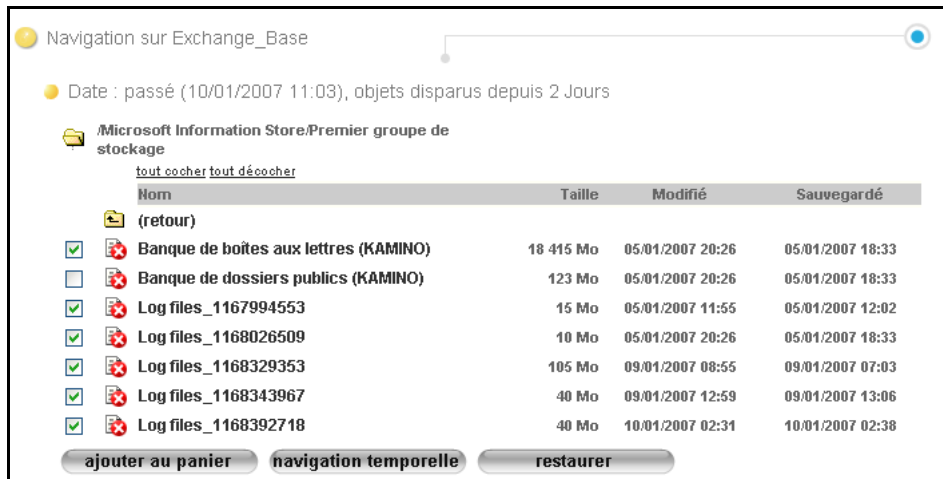 Navigation sur Exchange_Base
Date : passé (10/01/2007 11:03), objets disparus depuis 2 Jours
/Microsoft Information Store/Premier groupe de
stockage
tout cocher tout décocher
Nom Taille Modifié Sauvegardé
(retour)
Banque de boîtes aux lettres (KAMINO) 18 415 Mo 05/01/2007 20:26 05/01/2007 18:33
Banque de dossiers publics (KAMINO) 123 Mo 05/01/2007 20:26 05/01/2007 18:33
Log files_1167994553 15 Mo 05/01/2007 11:55 05/01/2007 12:02
Log files_1168026509 10 Mo 05/01/2007 20:26 05/01/2007 18:33
Log files_1168329353 105 Mo 09/01/2007 08:55 09/01/2007 07:03
Log files_1168343967 40 Mo 09/01/2007 12:59 09/01/2007 13:06
Log files_1168392718 40 Mo 10/01/2007 02:31 10/01/2007 02:38
ajouter au panier navigation temporelle restaurer